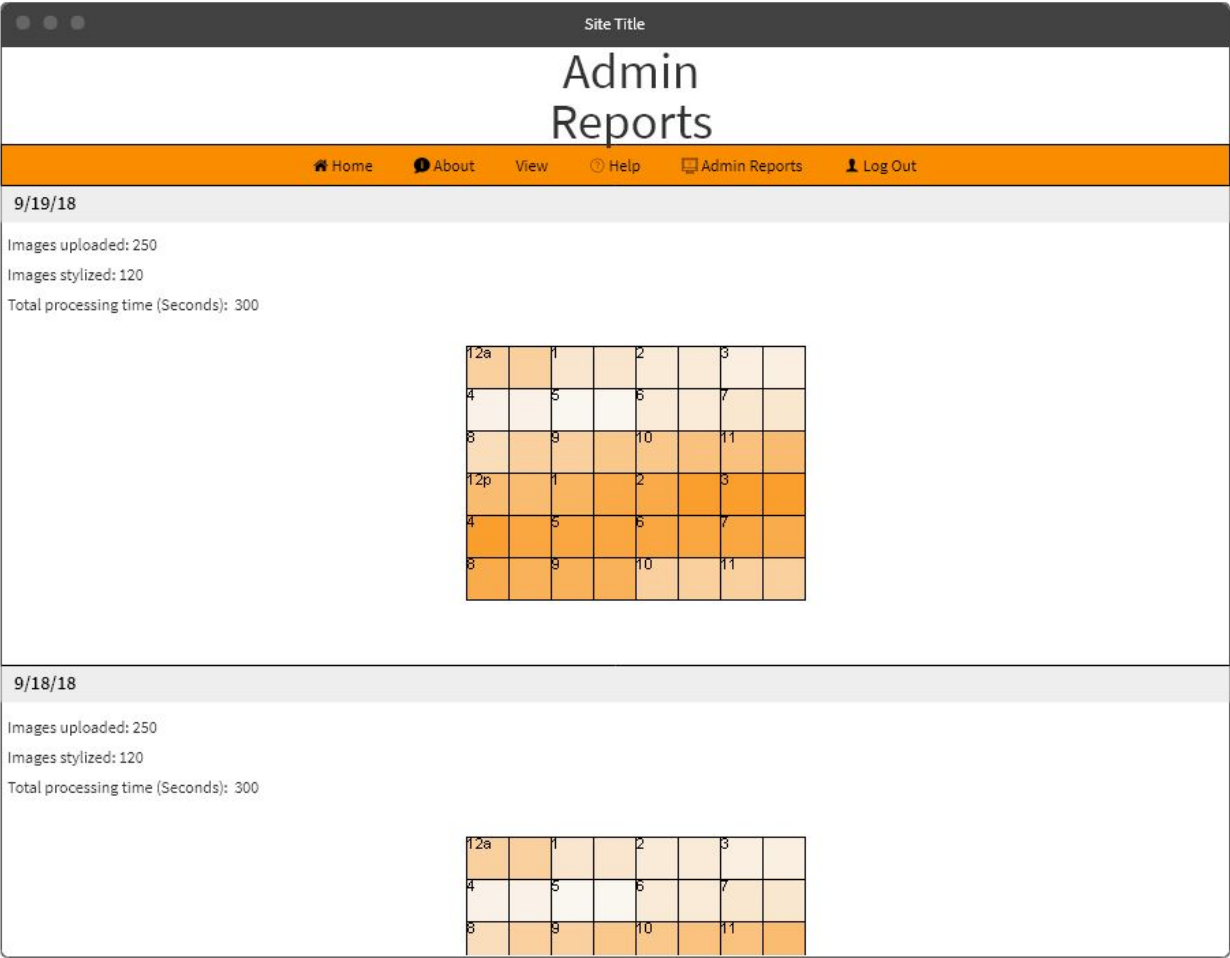 Site Title
Admin
Reports
Home About View Help Admin Reports Log Out
9/19/18
Images uploaded: 250
Images stylized: 120
Total processing time (Seconds): 300
12a 1 2 3
4 5 6 7
8 9 10 11
12p 1 2 3
4 5 6 7
8 9 10 11
9/18/18
Images uploaded: 250
Images stylized: 120
Total processing time (Seconds): 300
12a 1 2 3
4 5 6 7
8 9 10 11